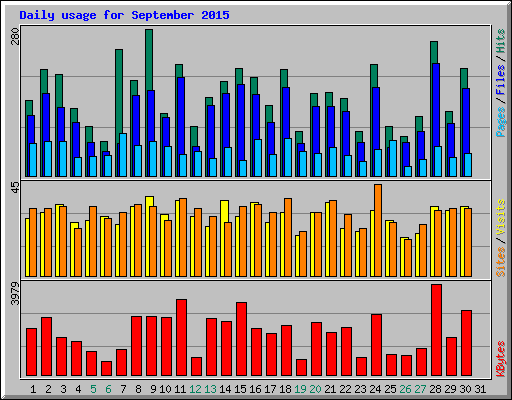 Daily usage for September 2015
280
Pages / Files / Hits
45
Sites / Visits
3979
KBytes
1 2 3 4 5 6 7 8 9 10 11 12 13 14 15 16 17 18 19 20 21 22 23 24 25 26 27 28 29 30 31